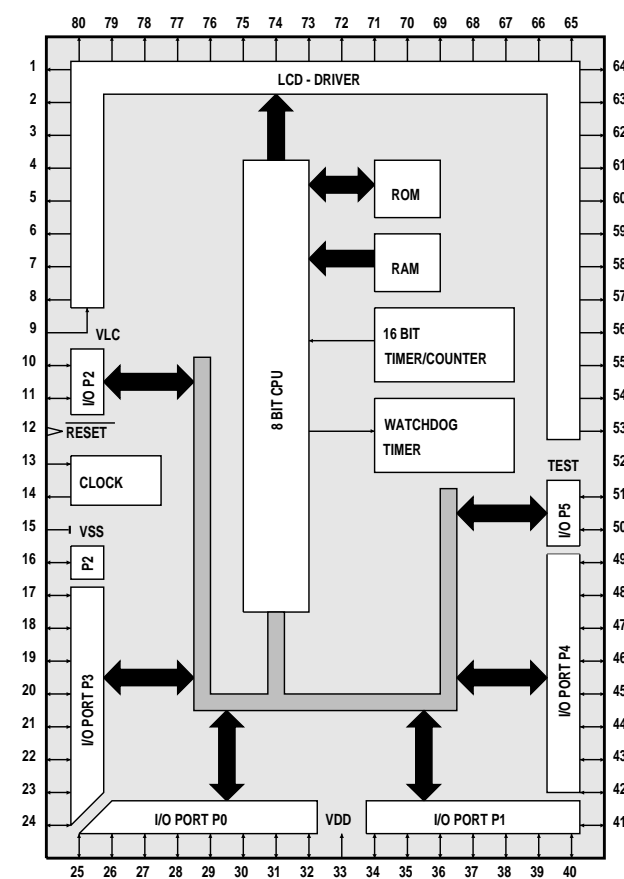 80 79 78 77 76 75 74 73 72 71 70 69 68 67 66 65
1 64
LCD - DRIVER
2 63
3 62
4 61
ROM
5 60
6 59
RAM
7 58
8 57
9 VLC 56
16 BIT
TIMER/COUNTER
10 55
I/O P2
11 54
8 BIT CPU
WATCHDOG
TIMER
12 RESET 53
13 TEST 52
CLOCK
14 51
I/O P5
15 VSS 50
16 P2 49
17 48
18 47
19 46
I/O PORT P3
I/O PORT P4
20 45
21 44
22 43
23 42
24 I/O PORT P0 VDD I/O PORT P1 41
25 26 27 28 29 30 31 32 33 34 35 36 37 38 39 40